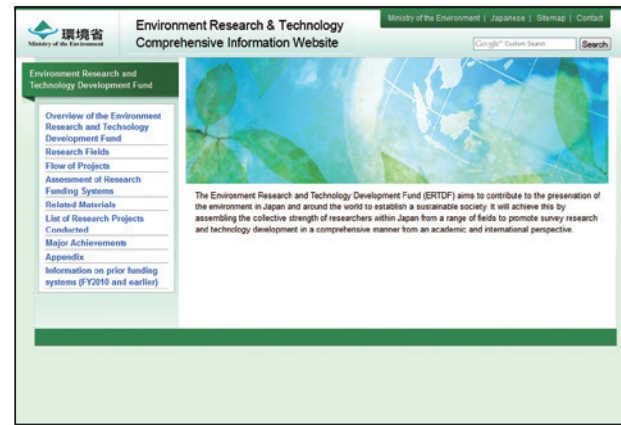 環境省
Ministry of the Environment
Environment Research & Technology
Comprehensive Information Website
Ministry of the Environment | Japanese | Sitemap | Contact
Google™ Custom Search
Search
Environment Research and
Technology Development Fund
Overview of the Environment
Research and Technology
Development Fund
Research Fields
Flow of Projects
Assessment of Research
Funding Systems
Related Materials
List of Research Projects
Conducted
Major Achievements
Appendix
Information on prior funding
systems (FY2010 and earlier)
The Environment Research and Technology Development Fund (ERTDF) aims to contribute to the preservation of
the environment in Japan and around the world to establish a sustainable society. It will achieve this by
assembling the collective strength of researchers within Japan from a range of fields to promote survey research
and technology development in a comprehensive manner from an academic and international perspective.